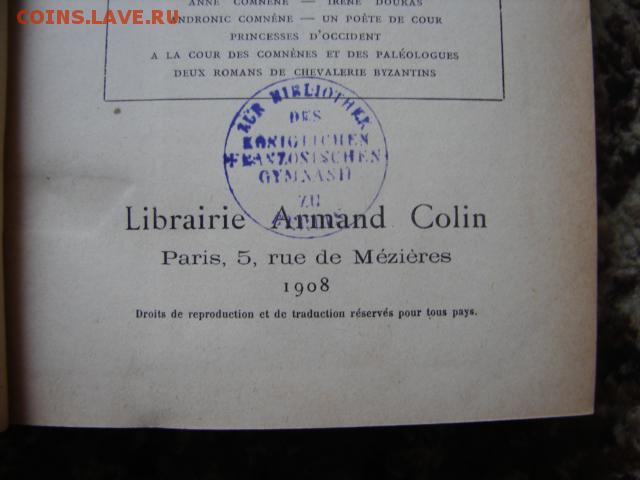 COINS.LAVE.RU
ANNE COMNÈNE — IRÈNE DOUKAS
ANDRONIC COMNÈNE — UN POÈTE DE COUR
PRINCESSES D'OCCIDENT
A LA COUR DES COMNÈNES ET DES PALÉOLOGUES
DEUX ROMANS DE CHEVALERIE BYZANTINS
ZUR BIBLIOTHEK
DES
KÖNIGLICHEN
FRANZÖSISCHEN
GYMNASII
ZU
Librairie Armand Colin
Paris, 5, rue de Mézières
1908
Droits de reproduction et de traduction réservés pour tous pays.